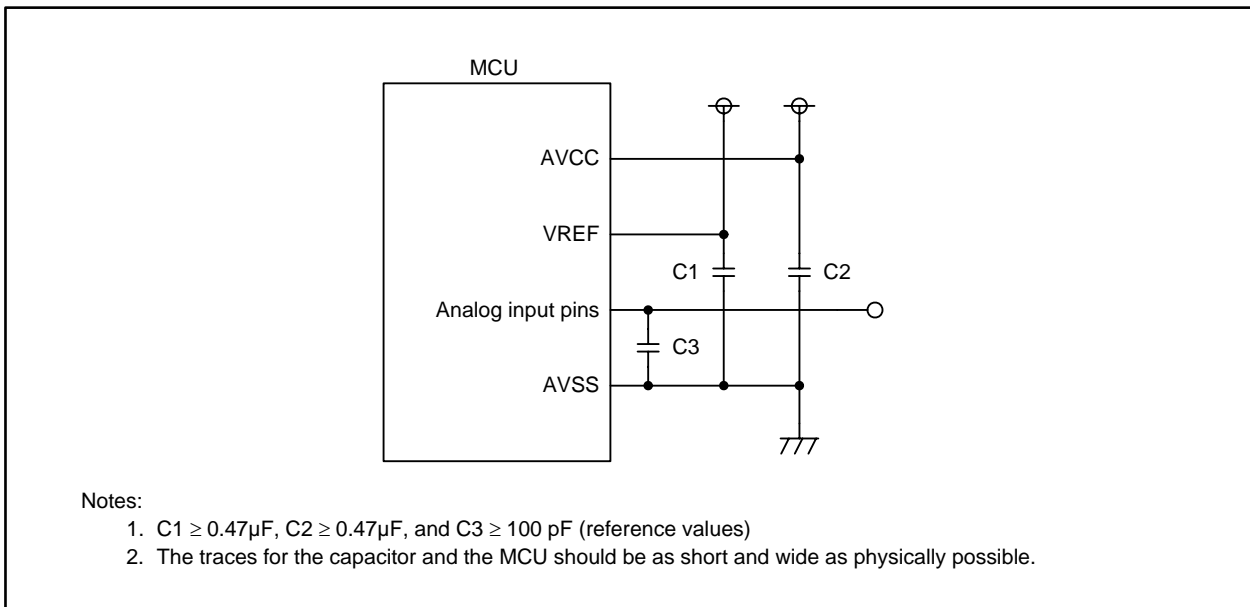 MCU
AVCC
VREF
C1
C2
Analog input pins
C3
AVSS
Notes:
1. C1 ≥ 0.47µF, C2 ≥ 0.47µF, and C3 ≥ 100 pF (reference values)
2. The traces for the capacitor and the MCU should be as short and wide as physically possible.